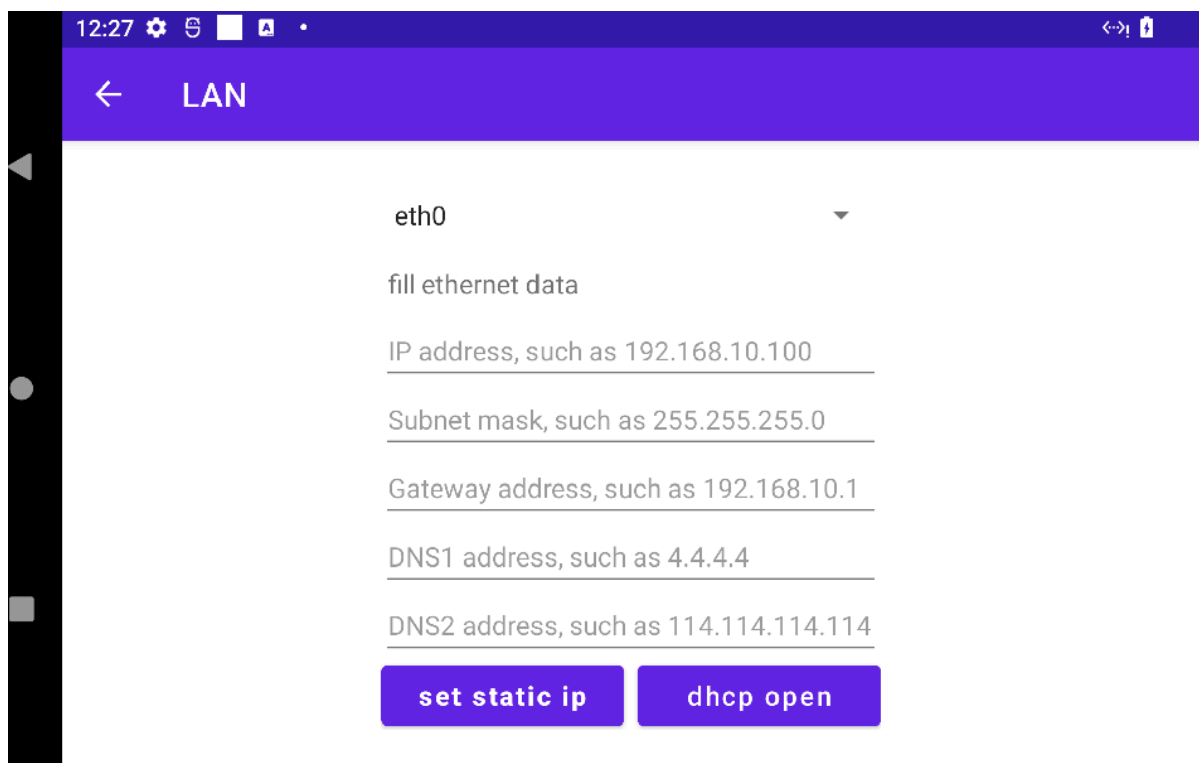 12:27
LAN
eth0
fill ethernet data
IP address, such as 192.168.10.100
Subnet mask, such as 255.255.255.0
Gateway address, such as 192.168.10.1
DNS1 address, such as 4.4.4.4
DNS2 address, such as 114.114.114.114
set static ip
dhcp open